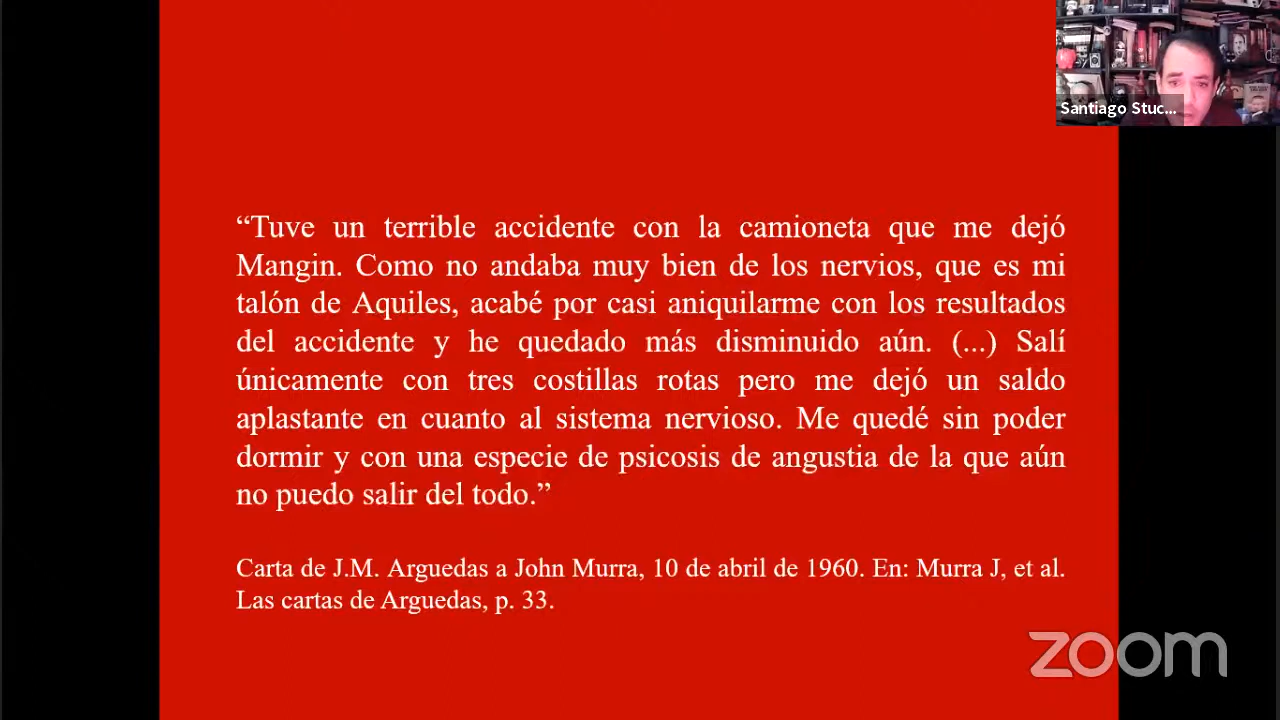 Santiago Stuc...
“Tuve un terrible accidente con la camioneta que me dejó
Mangin. Como no andaba muy bien de los nervios, que es mi
talón de Aquiles, acabé por casi aniquilarme con los resultados
del accidente y he quedado más disminuido aún. (...) Salí
únicamente con tres costillas rotas pero me dejó un saldo
aplastante en cuanto al sistema nervioso. Me quedé sin poder
dormir y con una especie de psicosis de angustia de la que aún
no puedo salir del todo.”
Carta de J.M. Arguedas a John Murra, 10 de abril de 1960. En: Murra J, et al.
Las cartas de Arguedas, p. 33.
zoom